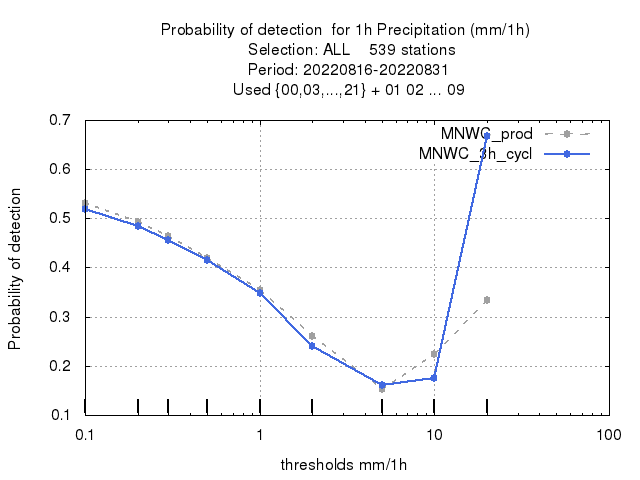 Probability of detection  for 1h Precipitation (mm/1h)
Selection: ALL    539 stations
Period: 20220816-20220831
Used {00,03,...,21} + 01 02 ... 09
0.7
0.6
0.5
0.4
0.3
0.2
0.1
Probability of detection
MNWC_prod
MNWC_3h_cycl
0.1
1
10
100
thresholds mm/1h